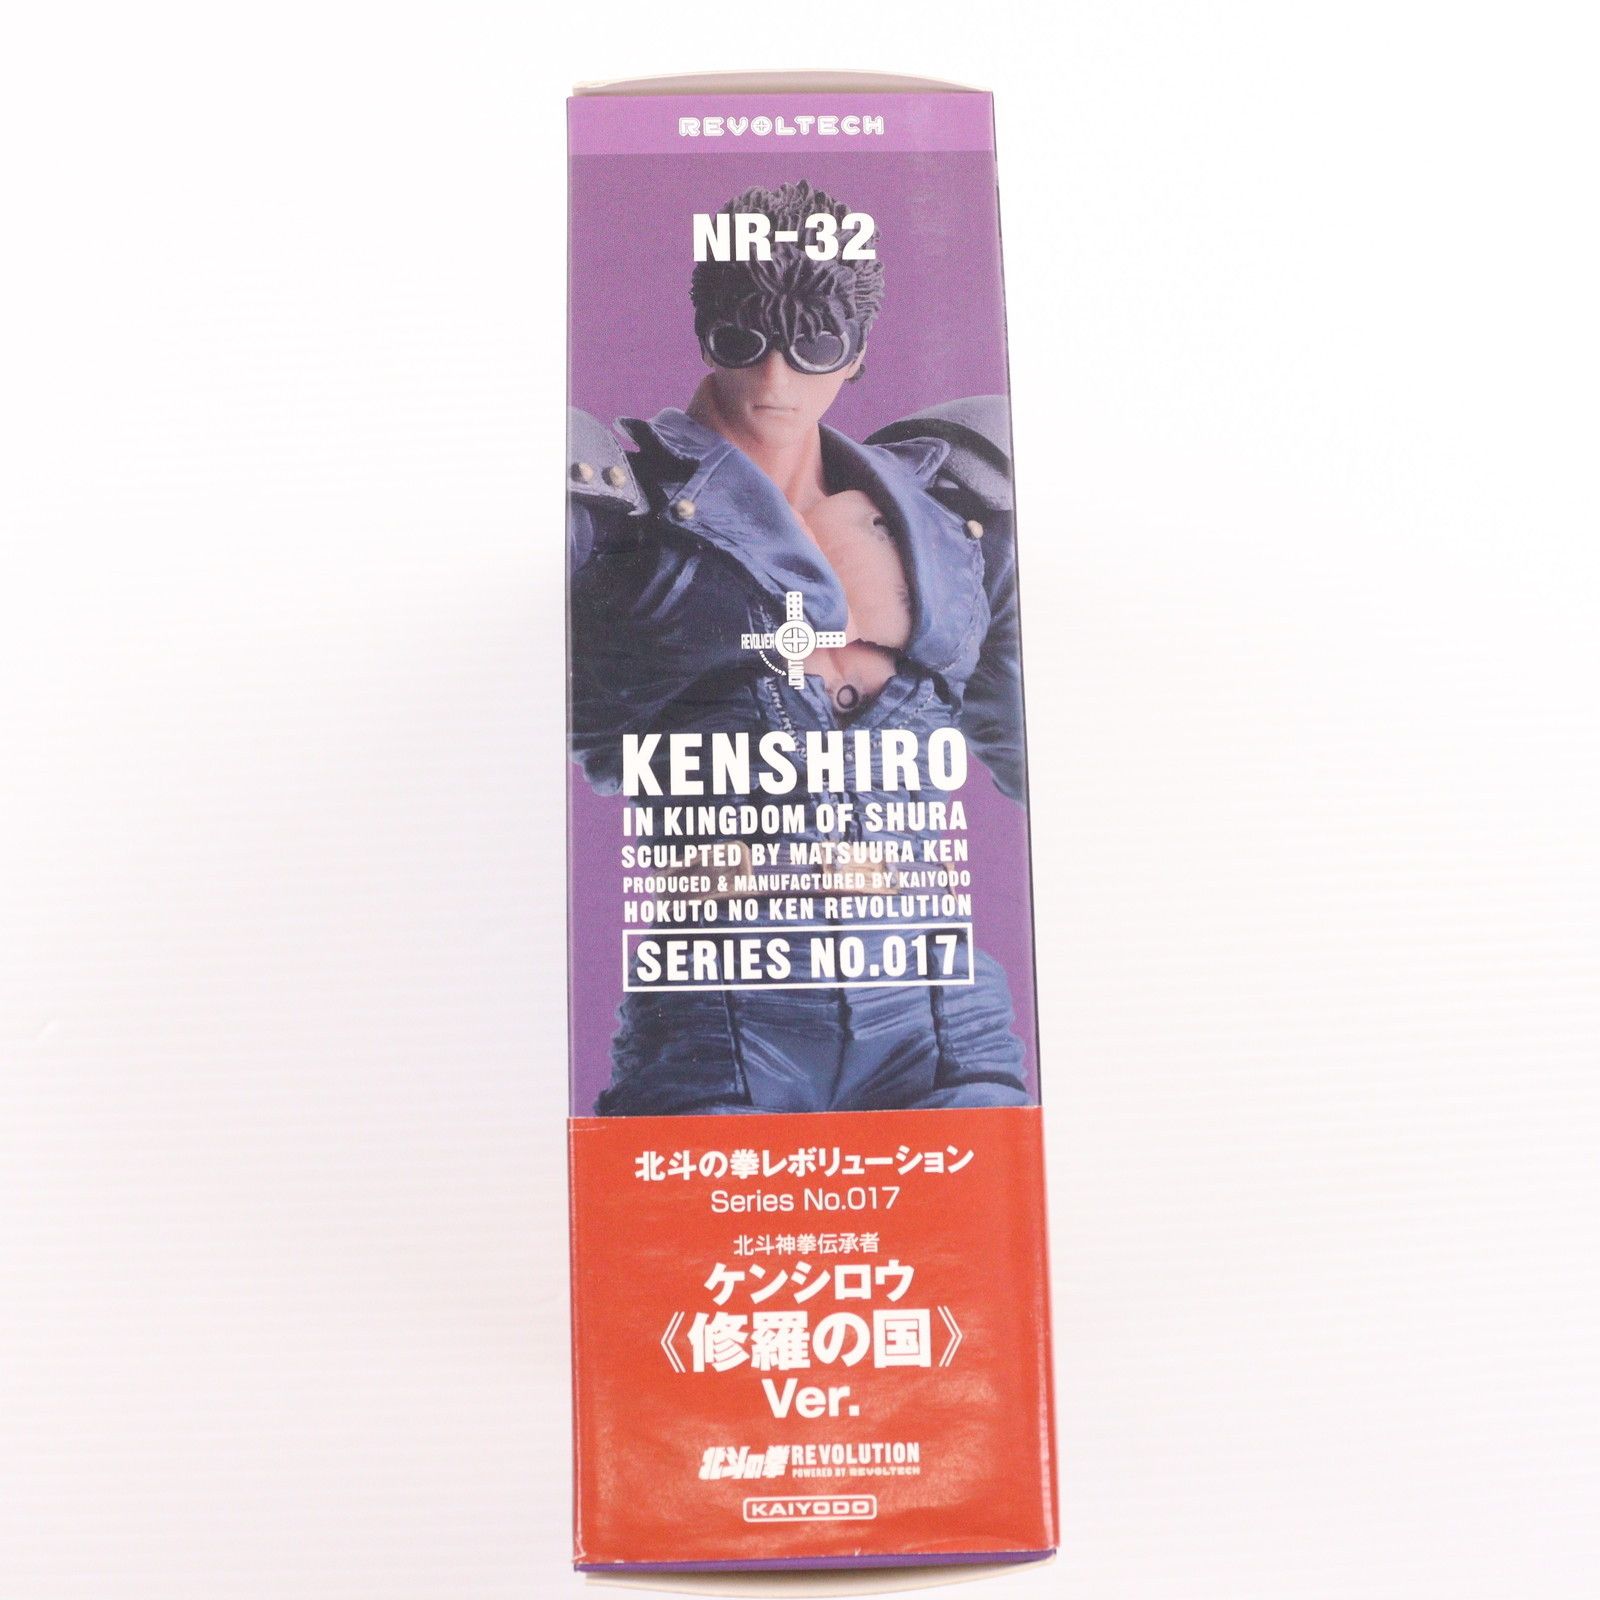 REVOLTECH
NR-32
REVOLVER
JOINT
KENSHIRO
IN KINGDOM OF SHURA
SCULPTED BY MATSUURA KEN
PRODUCED & MANUFACTURED BY KAIYODO
HOKUTO NO KEN REVOLUTION
SERIES NO.017
北斗の拳レボリューション
Series No.017
北斗神拳伝承者
ケンシロウ
《修羅の国》
Ver.
北斗の拳 REVOLUTION
POWERED BY REVOLTECH
KAIYODO